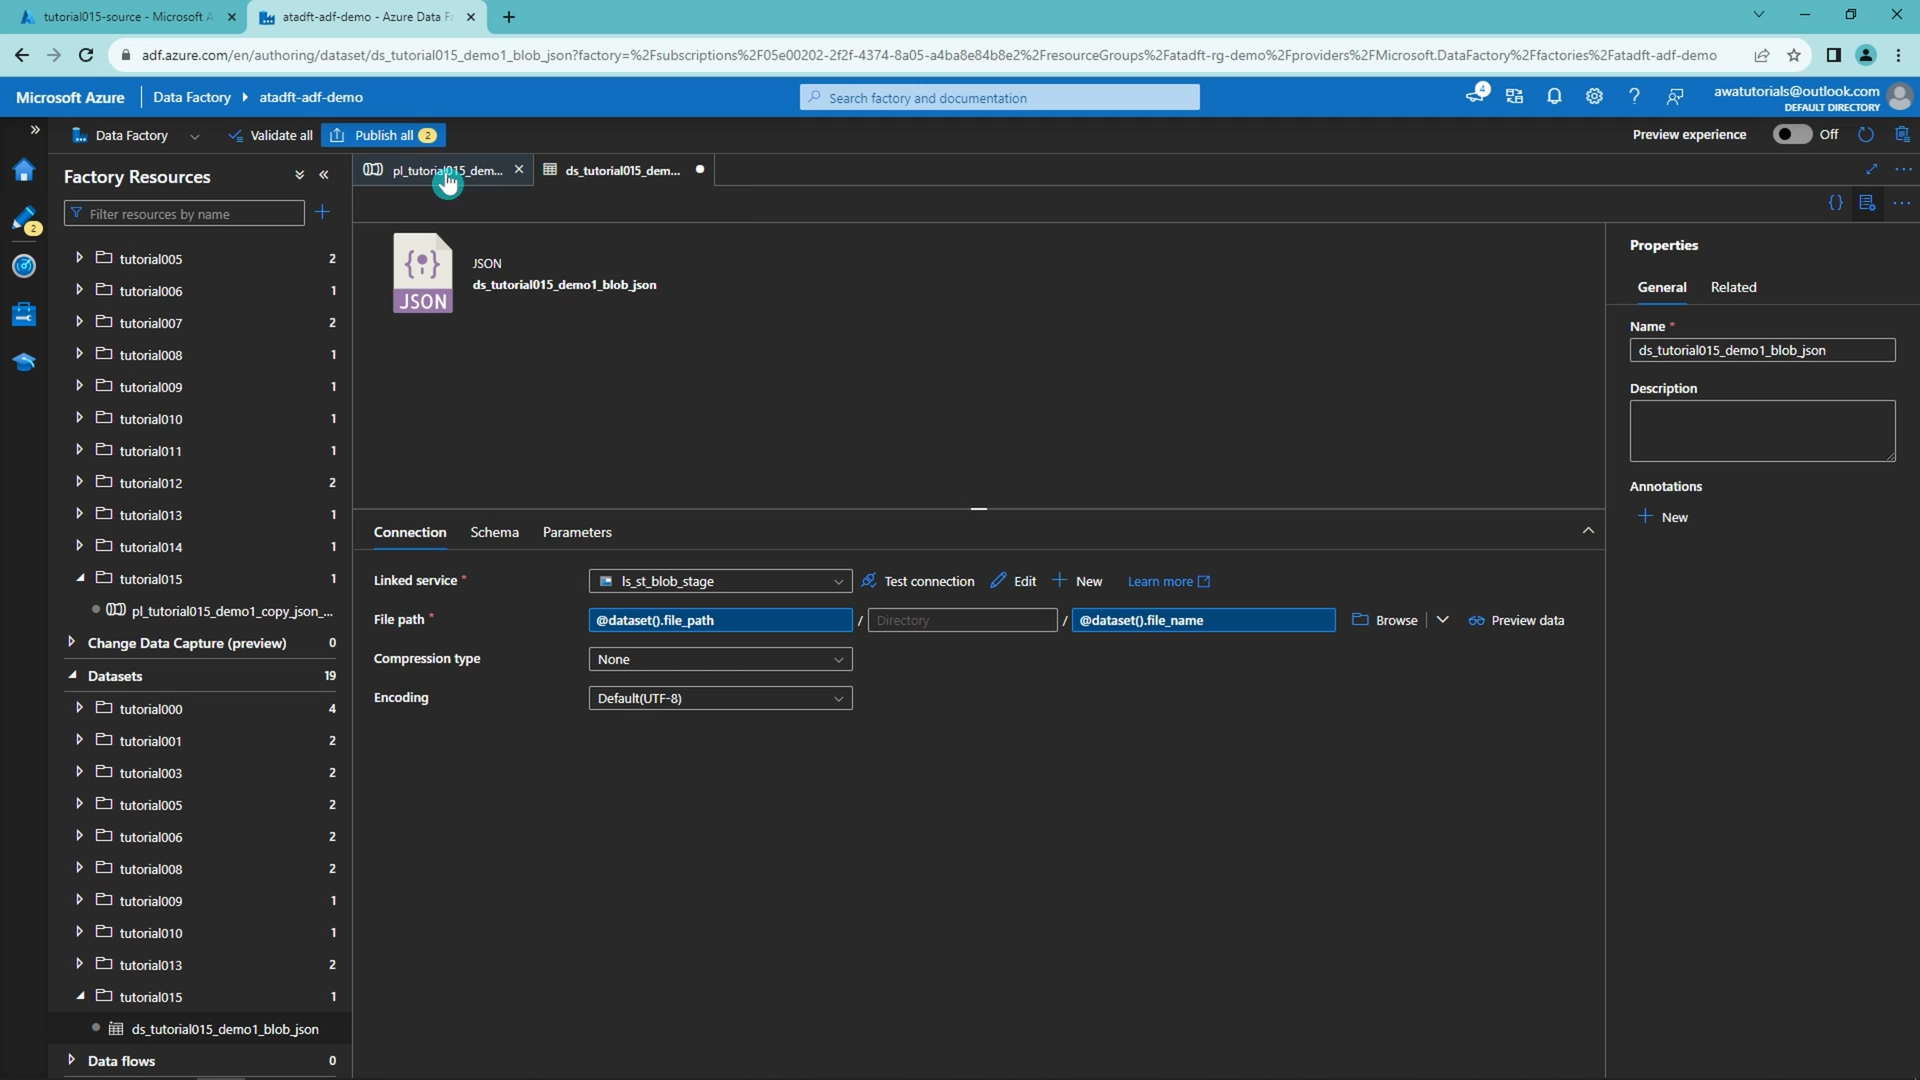 tutorial015-source - Microsoft A
atadft-adf-demo - Azure Data Fa
adf.azure.com/en/authoring/dataset/ds_tutorial015_demo1_blob_json?factory=%2Fsubscriptions%2F05e00202-2f2f-4374-8a05-a4ba8e84b8e2%2FresourceGroups%2Fatadft-rg-demo%2Fproviders%2FMicrosoft.DataFactory%2Ffactories%2Fatadft-adf-demo
Microsoft Azure
Data Factory
atadft-adf-demo
Search factory and documentation
4
awatutorials@outlook.com
DEFAULT DIRECTORY
Data Factory
Validate all
Publish all 2
Preview experience
Off
Factory Resources
Filter resources by name
2
tutorial005 2
tutorial006 1
tutorial007 2
tutorial008 1
tutorial009 1
tutorial010 1
tutorial011 1
tutorial012 2
tutorial013 1
tutorial014 1
tutorial015 1
pl_tutorial015_demo1_copy_json_...
Change Data Capture (preview) 0
Datasets 19
tutorial000 4
tutorial001 2
tutorial003 2
tutorial005 2
tutorial006 2
tutorial008 2
tutorial009 1
tutorial010 1
tutorial013 2
tutorial015 1
ds_tutorial015_demo1_blob_json
Data flows 0
pl_tutorial015_dem...
ds_tutorial015_dem...
JSON
JSON
ds_tutorial015_demo1_blob_json
Connection
Schema
Parameters
Linked service *
ls_st_blob_stage
Test connection
Edit
New
Learn more
File path *
@dataset().file_path
/
Directory
/
@dataset().file_name
Browse
Preview data
Compression type
None
Encoding
Default(UTF-8)
Properties
General
Related
Name *
ds_tutorial015_demo1_blob_json
Description
Annotations
New